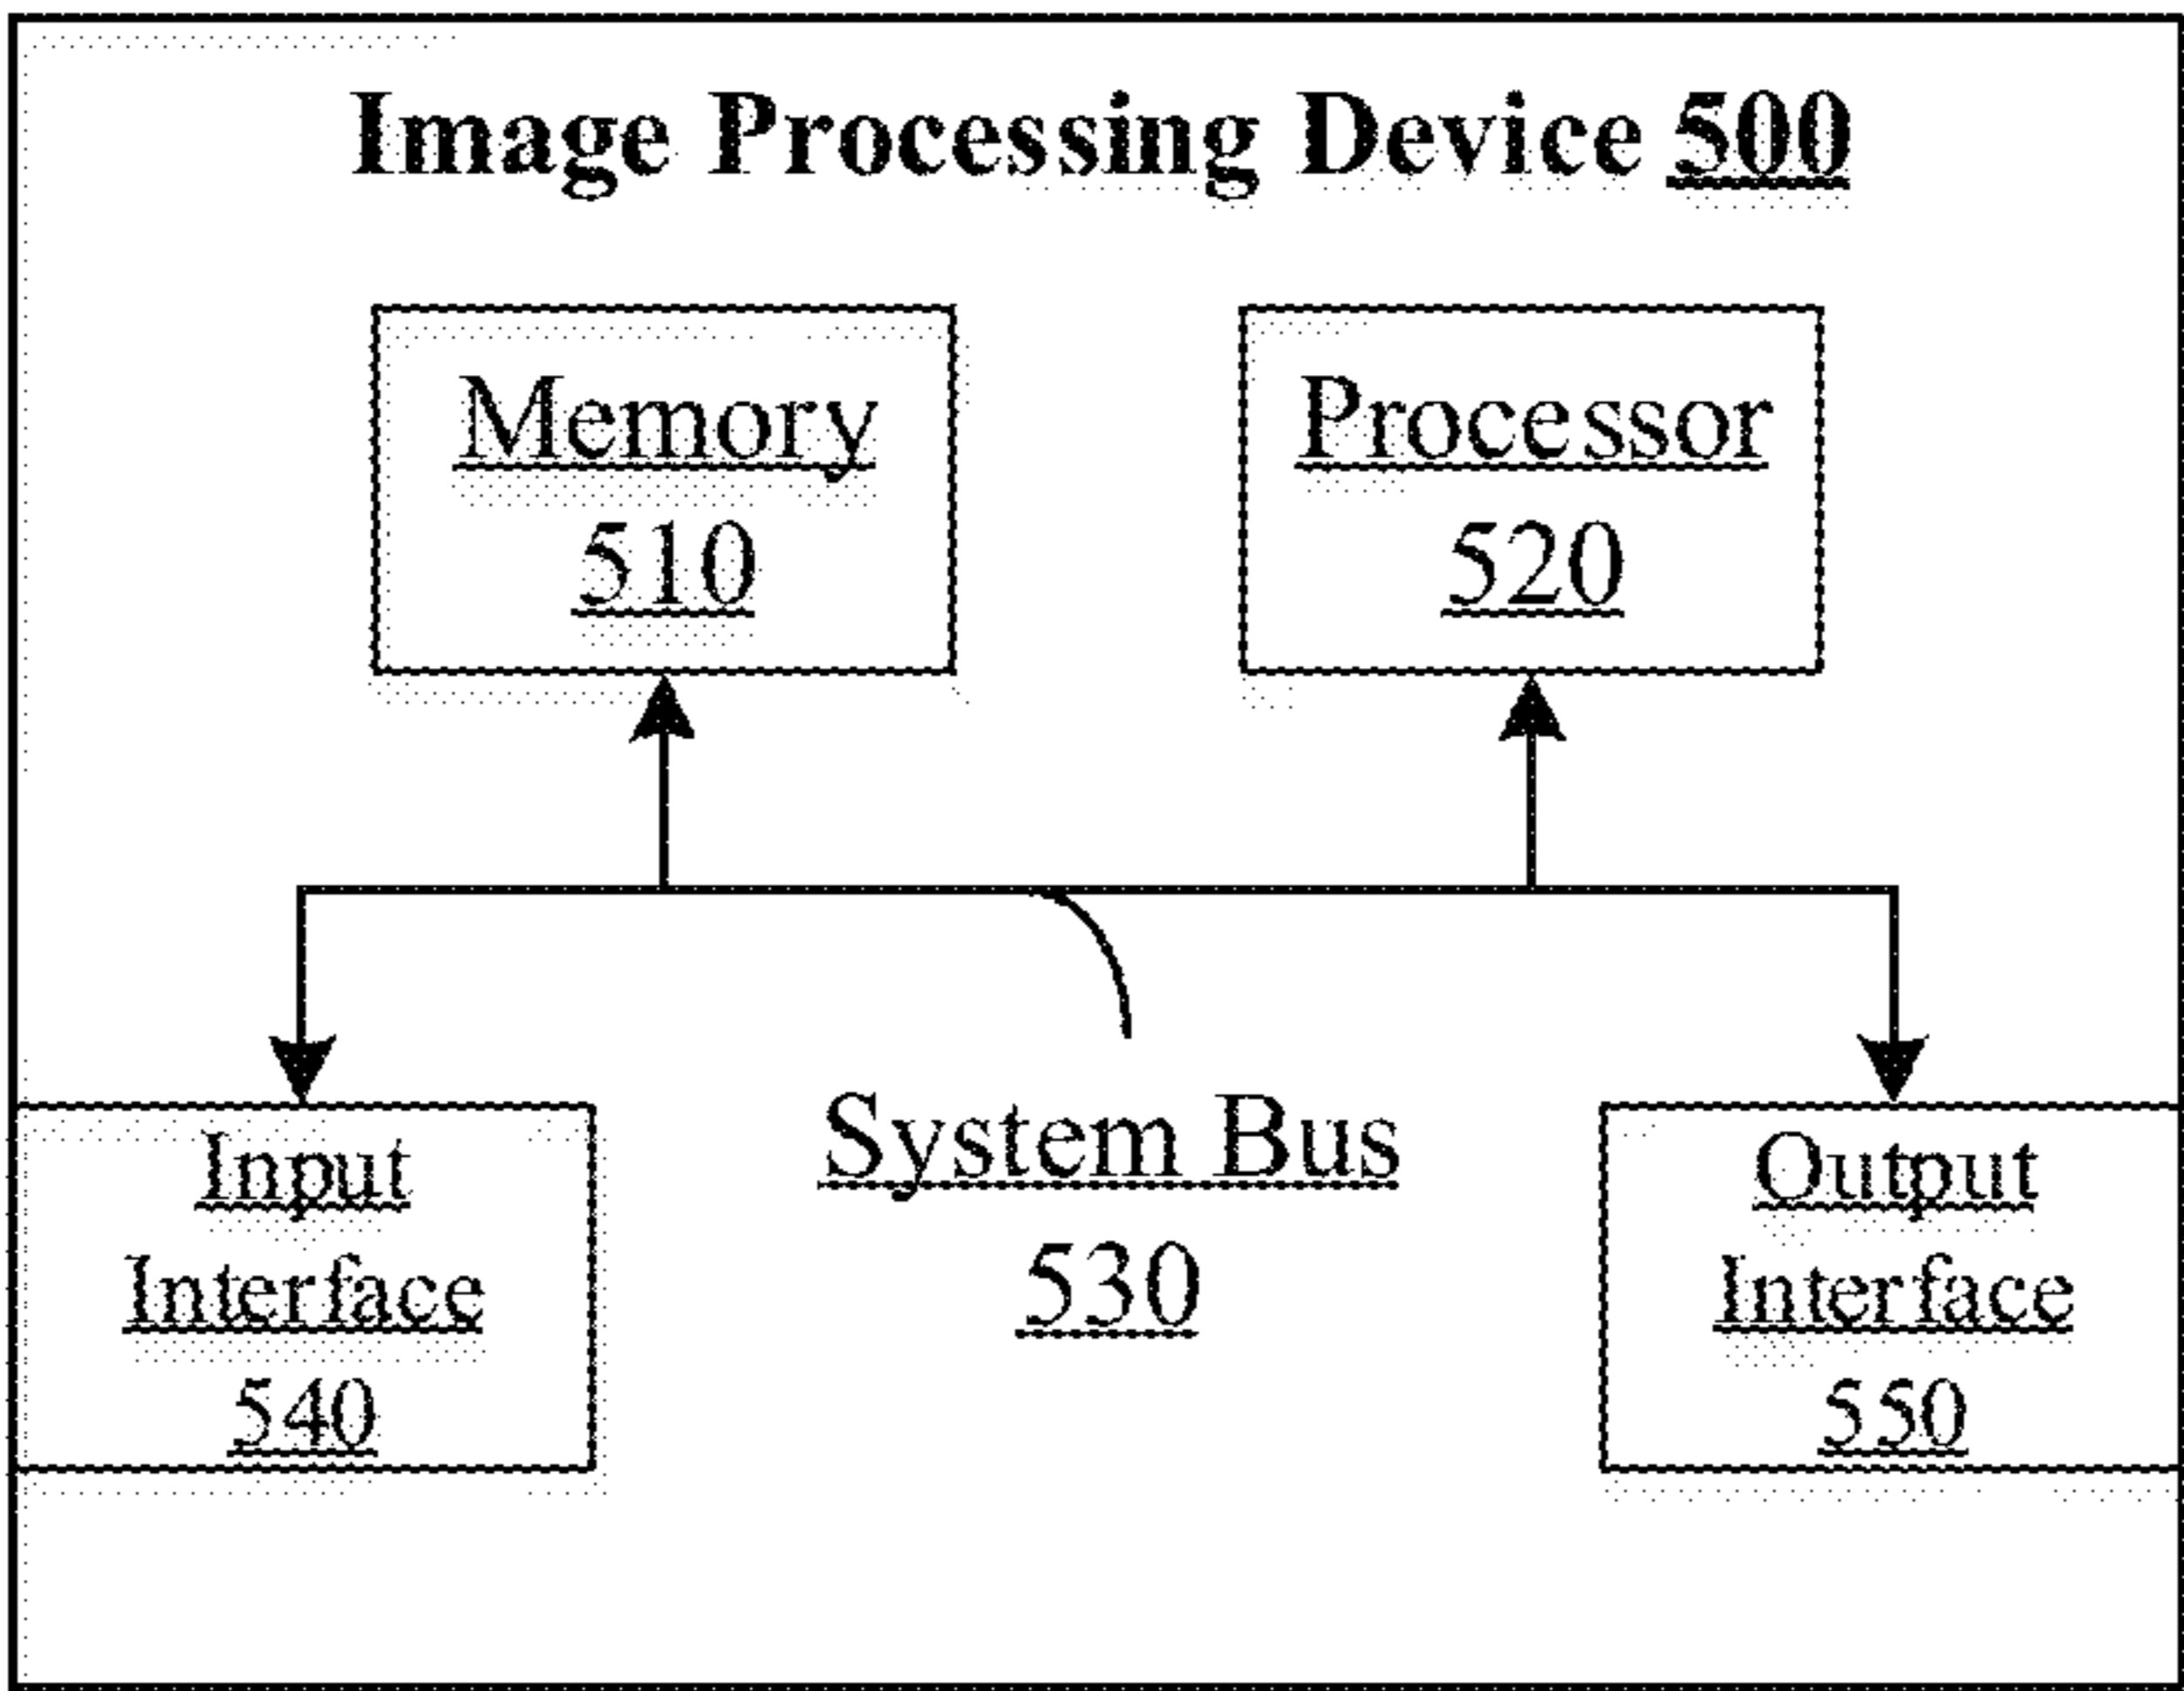 Image Processing Device 500
Memory
510
Processor
520
System Bus
530
Input
Interface
540
Output
Interface
550